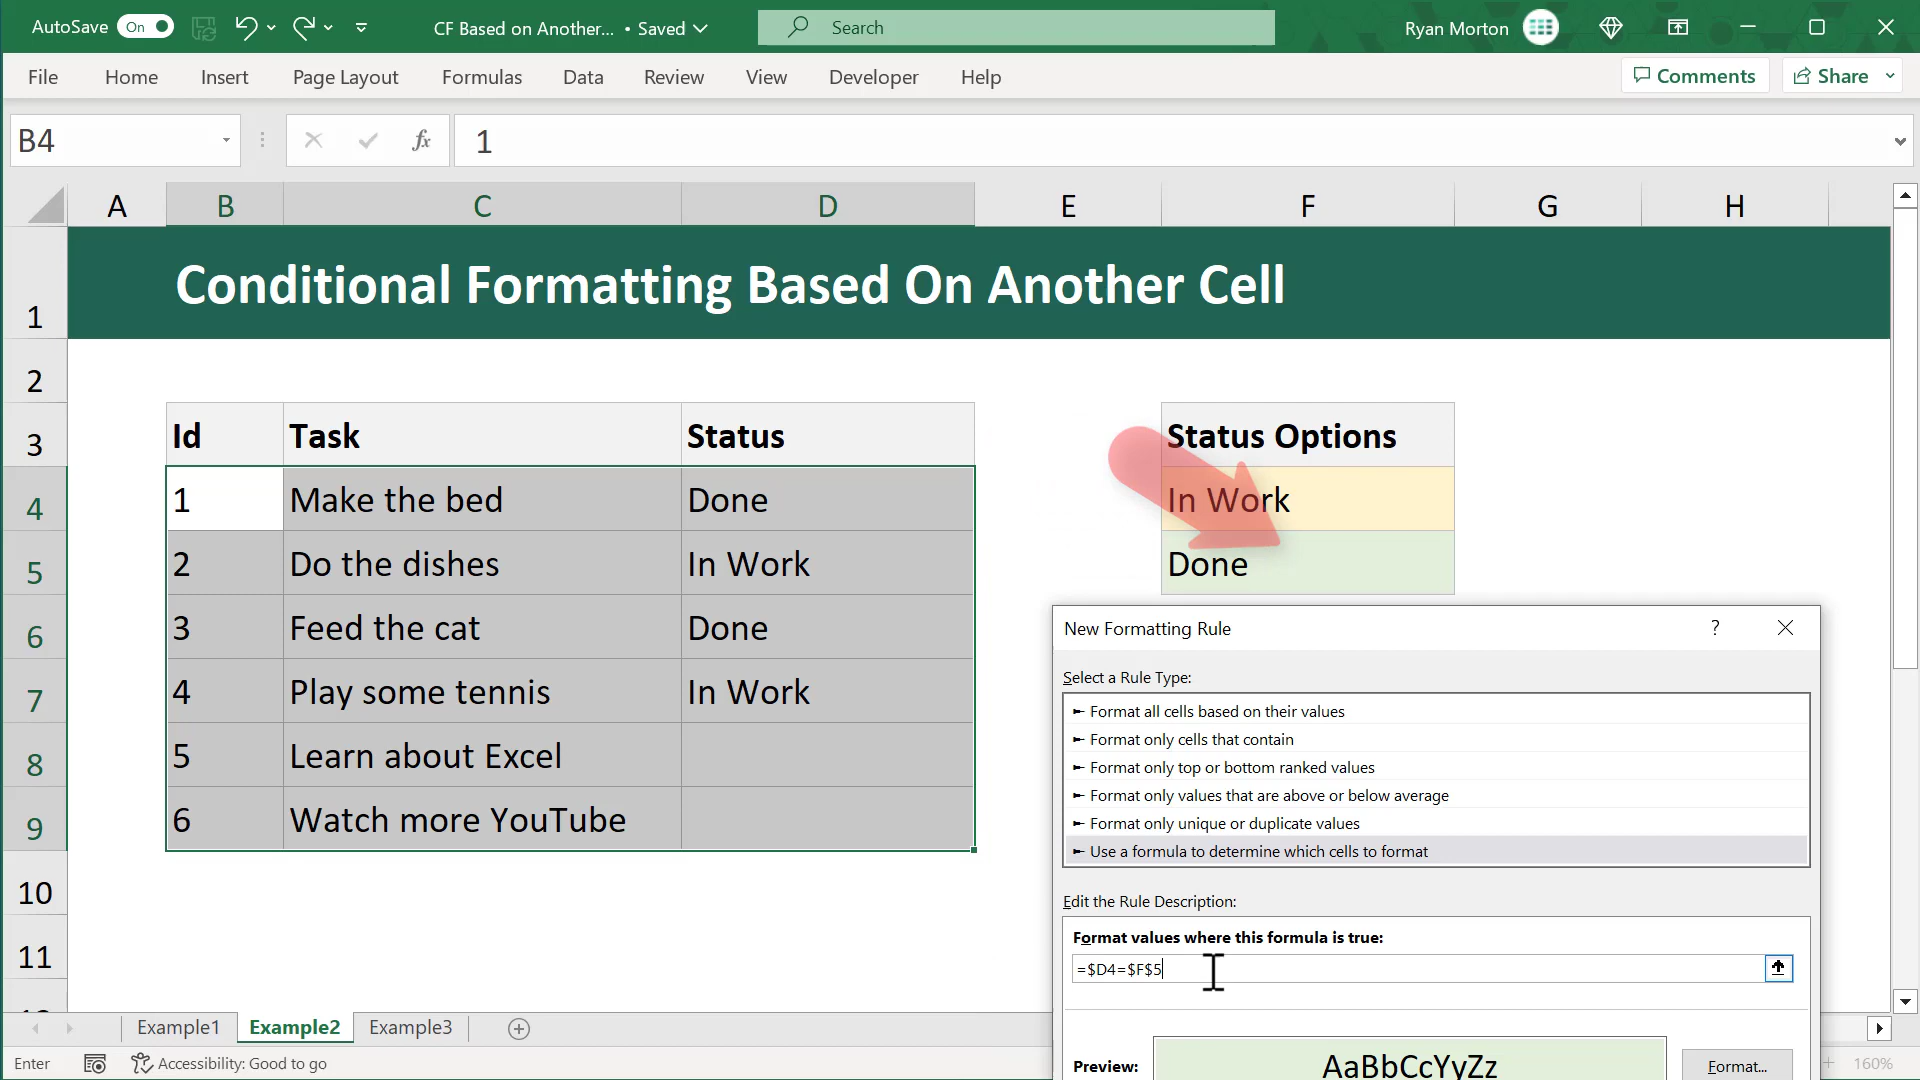 AutoSave On CF Based on Another... • Saved Search Ryan Morton
File Home Insert Page Layout Formulas Data Review View Developer Help Comments Share
B4 fx 1
A B C D E F G H
1 Conditional Formatting Based On Another Cell
2
3 Id Task Status Status Options
4 1 Make the bed Done In Work
5 2 Do the dishes In Work Done
6 3 Feed the cat Done
7 4 Play some tennis In Work
8 5 Learn about Excel
9 6 Watch more YouTube
10
11
New Formatting Rule ?
Select a Rule Type:
► Format all cells based on their values
► Format only cells that contain
► Format only top or bottom ranked values
► Format only values that are above or below average
► Format only unique or duplicate values
► Use a formula to determine which cells to format
Edit the Rule Description:
Format values where this formula is true:
=$D4=$F$5
Preview: AaBbCcYyZz Format...
Example1 Example2 Example3
Enter Accessibility: Good to go 160%